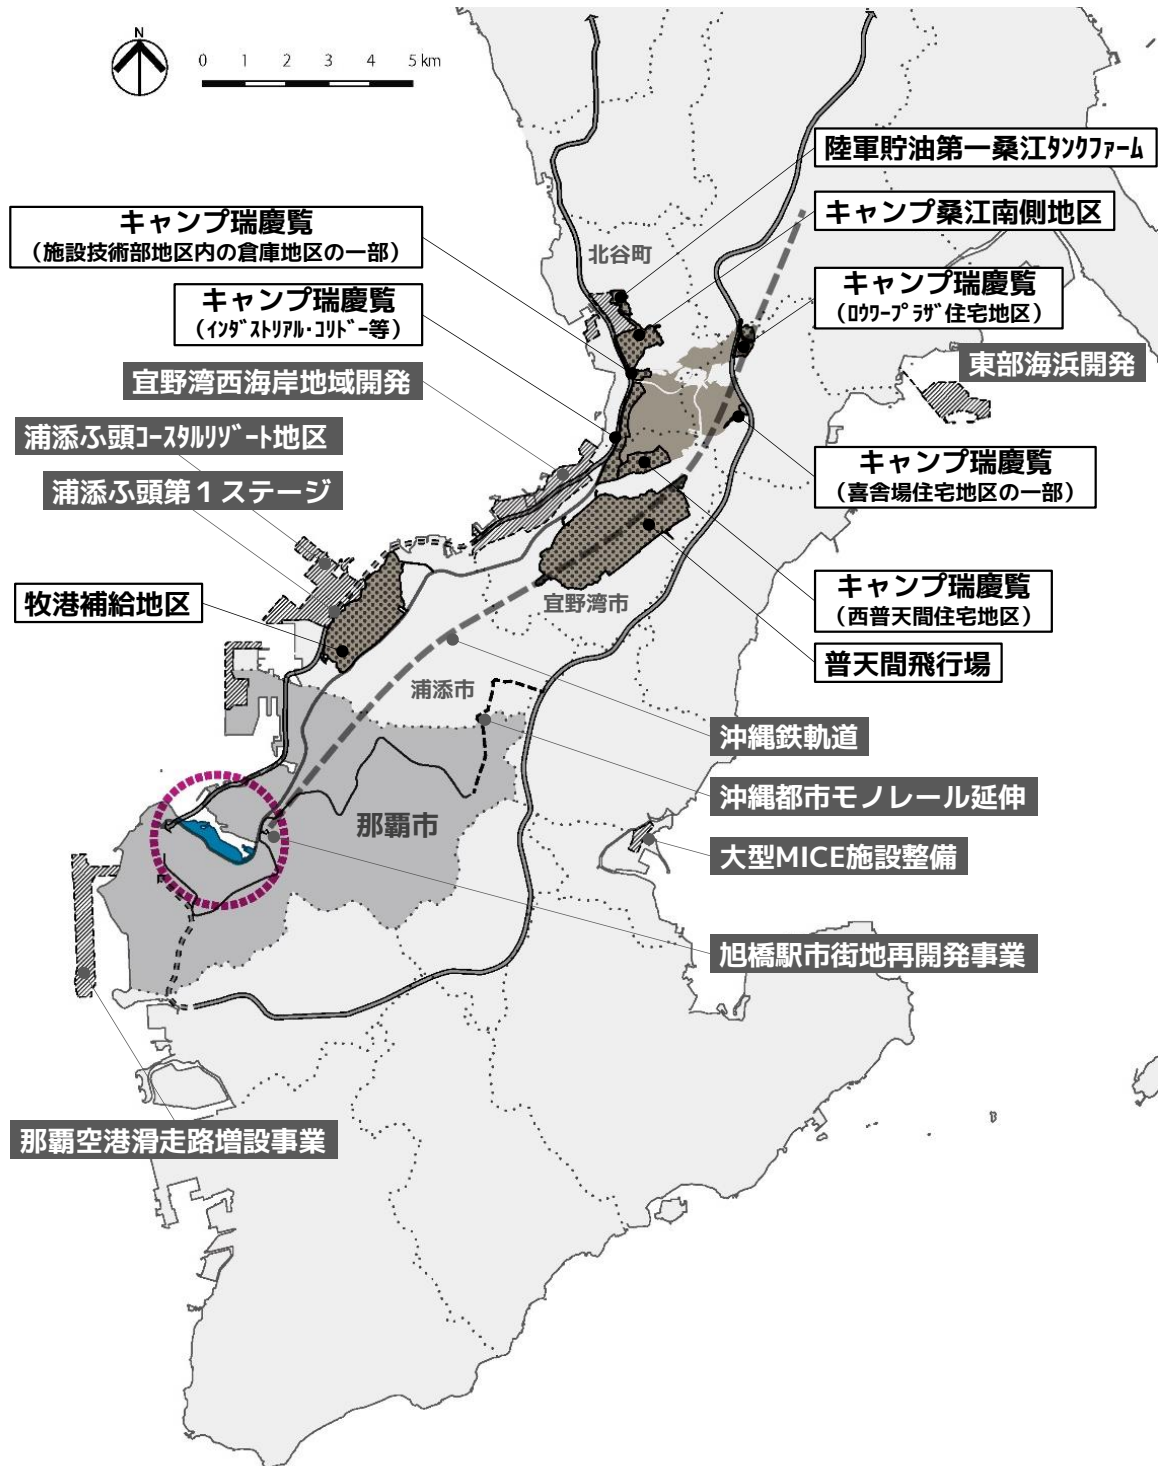 N
0 1 2 3 4 5 km
陸軍貯油第一桑江ﾀﾝｸﾌｧｰﾑ
キャンプ桑江南側地区
キャンプ瑞慶覧
（施設技術部地区内の倉庫地区の一部）
北谷町
キャンプ瑞慶覧
（ﾛｳﾜｰﾌﾟﾗｻﾞ住宅地区）
キャンプ瑞慶覧
（ｲﾝﾀﾞｽﾄﾘｱﾙ･ｺﾘﾄﾞｰ等）
東部海浜開発
宜野湾西海岸地域開発
浦添ふ頭ｺｰｽﾀﾙﾘｿﾞｰﾄ地区
キャンプ瑞慶覧
（喜舎場住宅地区の一部）
浦添ふ頭第１ステージ
牧港補給地区
宜野湾市
キャンプ瑞慶覧
（西普天間住宅地区）
普天間飛行場
浦添市
沖縄鉄軌道
沖縄都市モノレール延伸
那覇市
大型MICE施設整備
旭橋駅市街地再開発事業
那覇空港滑走路増設事業